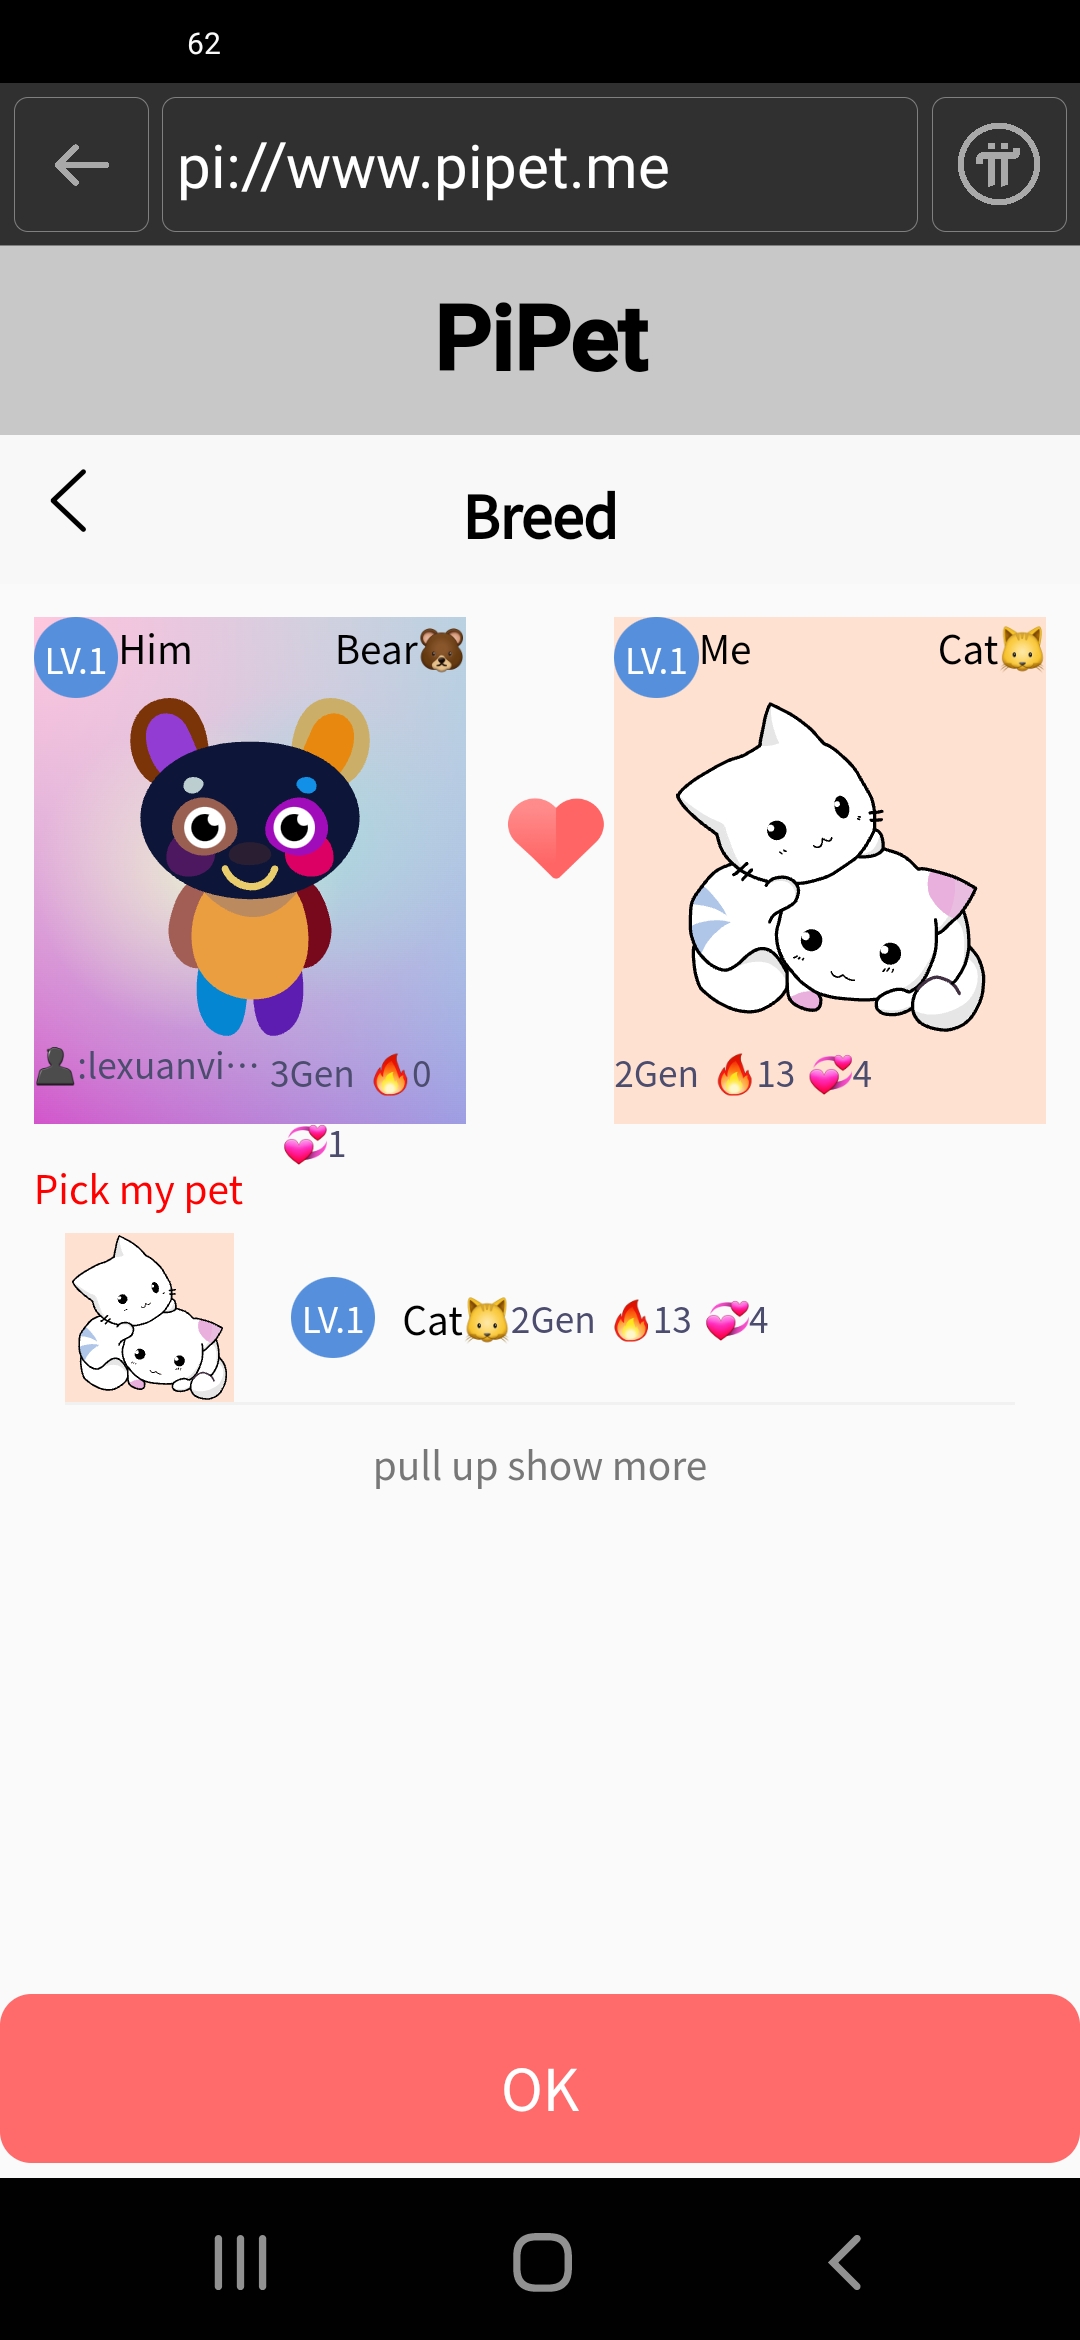 62
pi://www.pipet.me
PiPet
Breed
LV.1 Him Bear🐻
LV.1 Me Cat🐱
👤:lexuanvi··· 3Gen 🔥0
💞1
2Gen 🔥13 💞4
Pick my pet
LV.1 Cat🐱2Gen 🔥13 💞4
pull up show more
OK